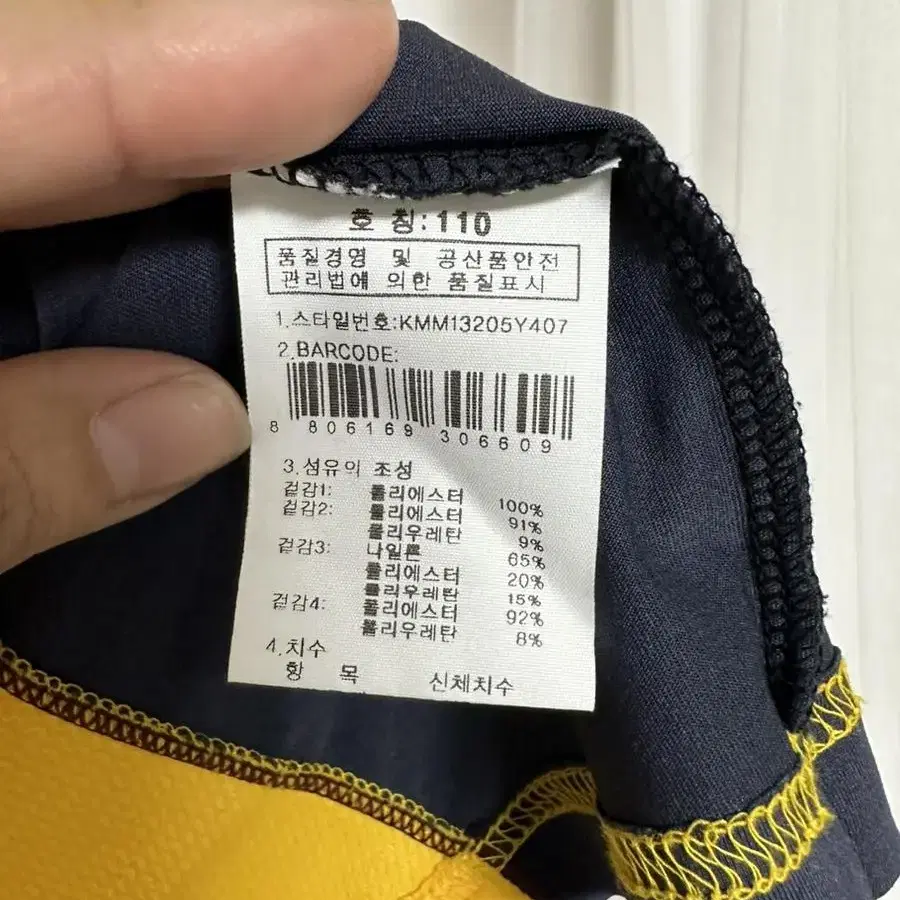 호 칭:110
품질경영 및 공산품안전
관리법에 의한 품질표시
1.스타일번호:KMM13205Y407
2.BARCODE:
8 806169 306609
3.섬유의 조성
겉감1: 폴리에스터 100%
겉감2: 폴리에스터 91%
폴리우레탄 9%
겉감3: 나일론 65%
폴리에스터 20%
폴리우레탄 15%
겉감4: 폴리에스터 92%
폴리우레탄 8%
4.치수
항 목 신체치수